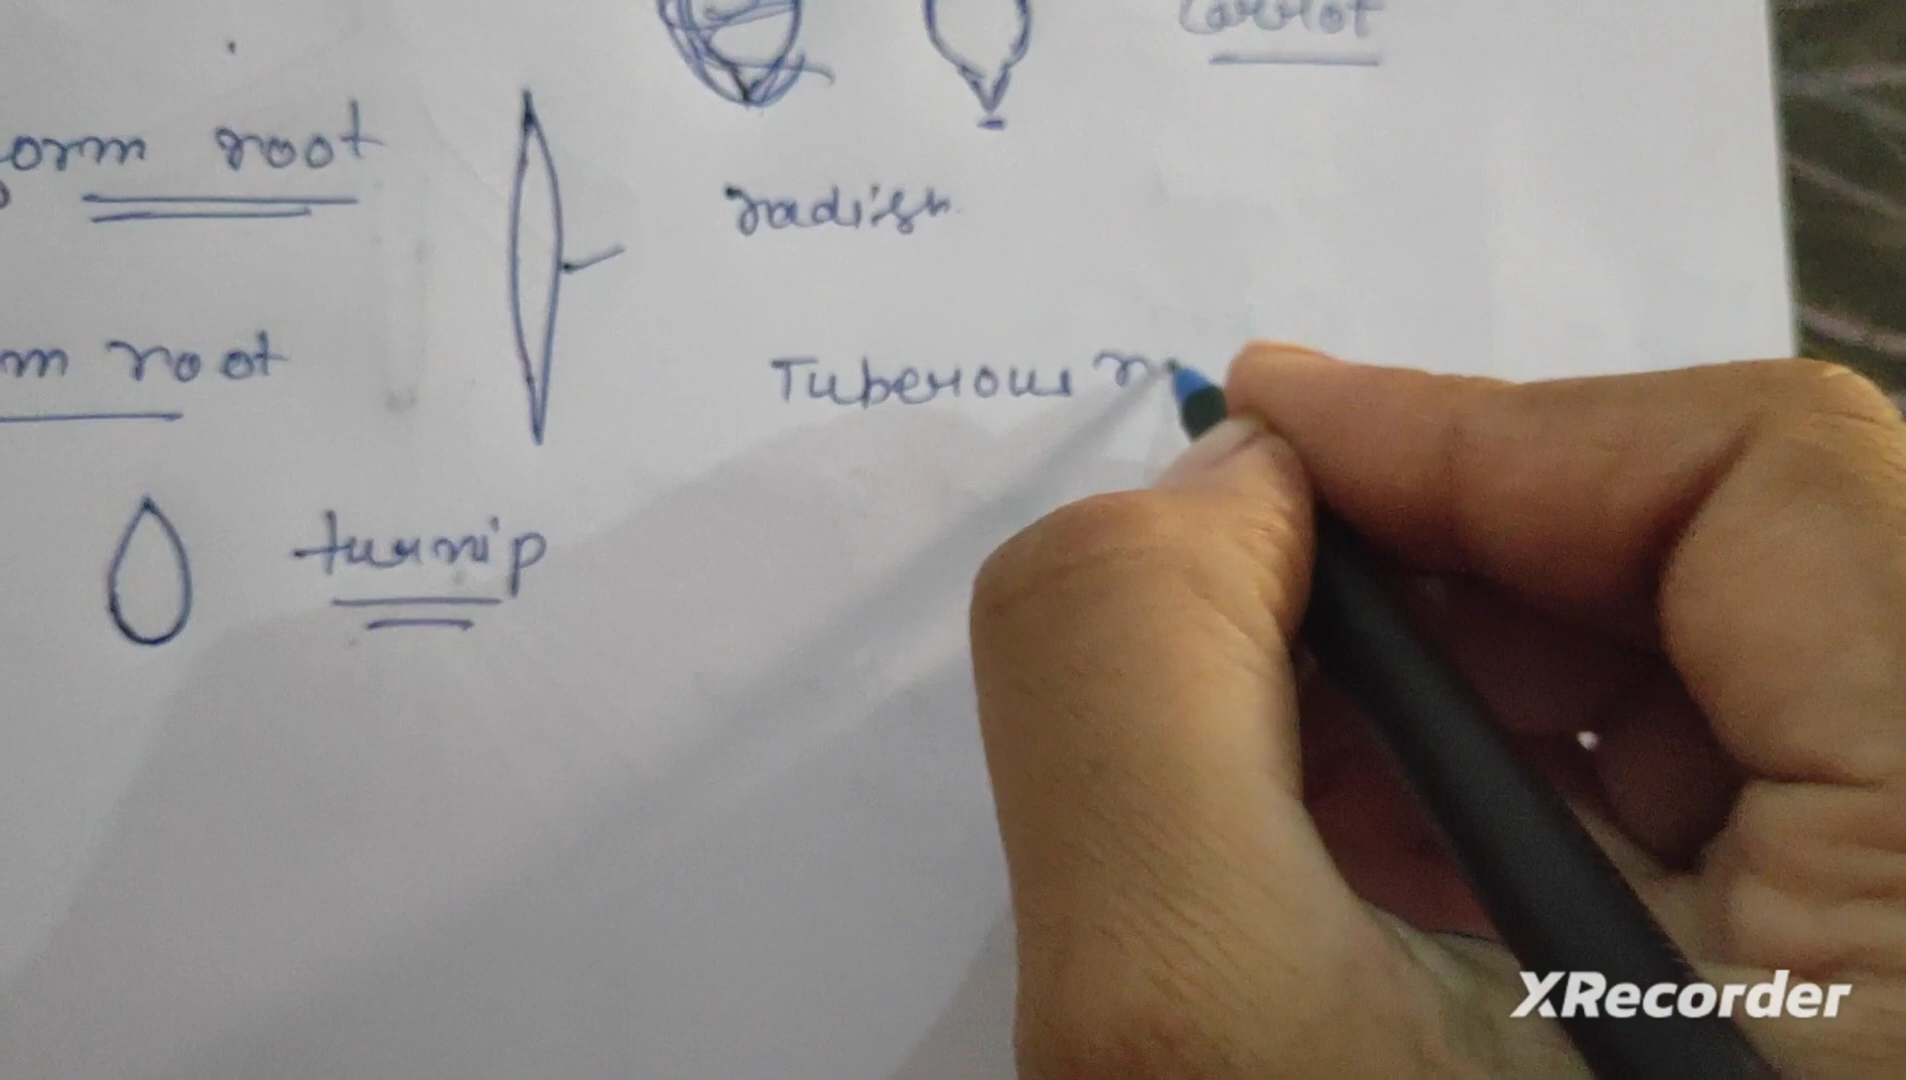 Carrot
orm root
radish
m root
Tuberous r
turnip
XRecorder